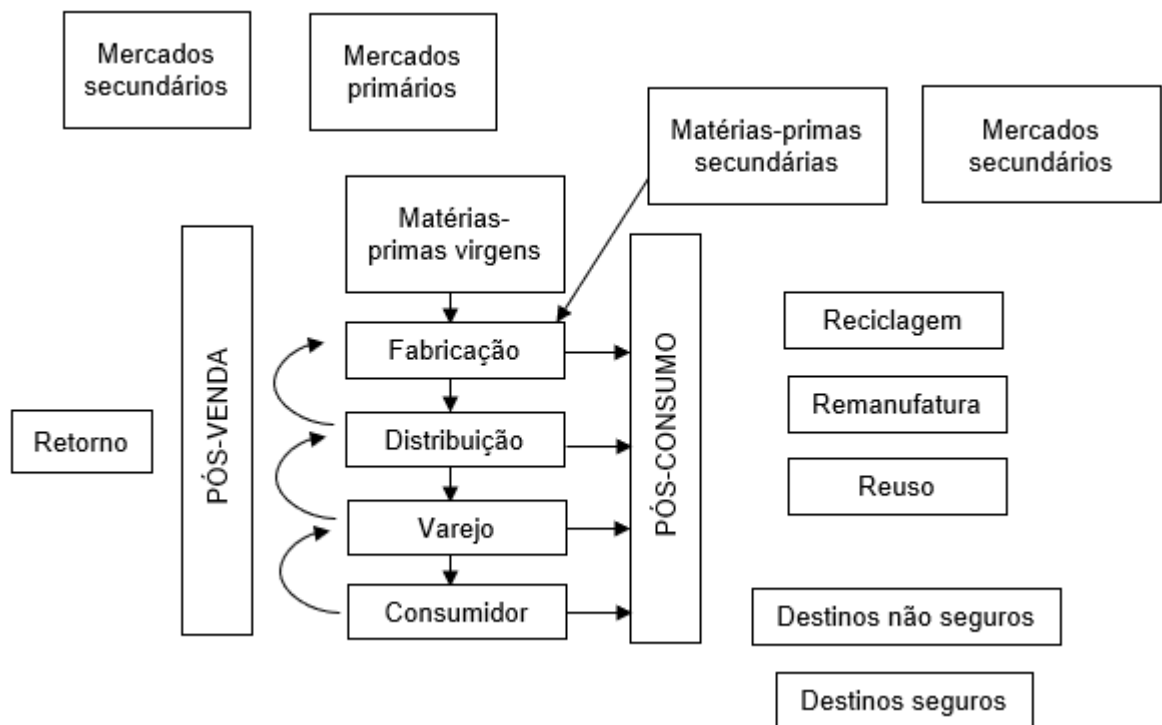 Mercados
secundários
Mercados
primários
Matérias-primas
secundárias
Mercados
secundários
Matérias-
primas virgens
PÓS-VENDA
Fabricação
PÓS-CONSUMO
Reciclagem
Retorno
Distribuição
Remanufatura
Reuso
Varejo
Consumidor
Destinos não seguros
Destinos seguros